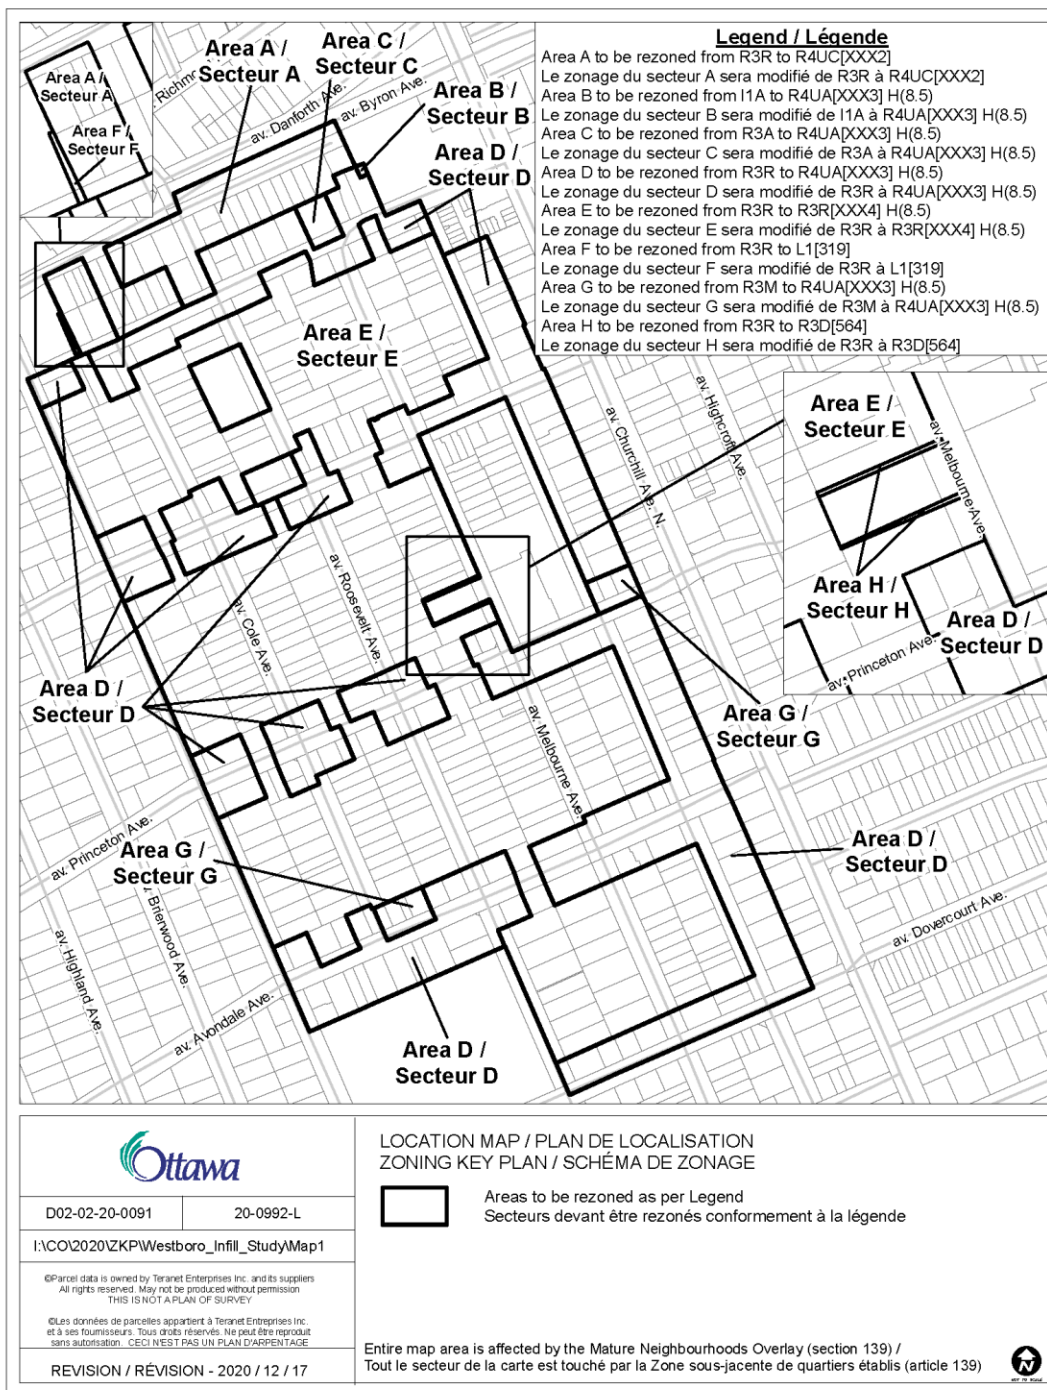 Legend / Légende
Area A to be rezoned from R3R to R4UC[XXX2]
Le zonage du secteur A sera modifié de R3R à R4UC[XXX2]
Area B to be rezoned from I1A to R4UA[XXX3] H(8.5)
Le zonage du secteur B sera modifié de I1A à R4UA[XXX3] H(8.5)
Area C to be rezoned from R3A to R4UA[XXX3] H(8.5)
Le zonage du secteur C sera modifié de R3A à R4UA[XXX3] H(8.5)
Area D to be rezoned from R3R to R4UA[XXX3] H(8.5)
Le zonage du secteur D sera modifié de R3R à R4UA[XXX3] H(8.5)
Area E to be rezoned from R3R to R3R[XXX4] H(8.5)
Le zonage du secteur E sera modifié de R3R à R3R[XXX4] H(8.5)
Area F to be rezoned from R3R to L1[319]
Le zonage du secteur F sera modifié de R3R à L1[319]
Area G to be rezoned from R3M to R4UA[XXX3] H(8.5)
Le zonage du secteur G sera modifié de R3M à R4UA[XXX3] H(8.5)
Area H to be rezoned from R3R to R3D[564]
Le zonage du secteur H sera modifié de R3R à R3D[564]
Area A /
Secteur A
Area F /
Secteur F
Area A /
Secteur A
Area C /
Secteur C
Area B /
Secteur B
Area D /
Secteur D
av. Danforth Ave.
av. Byron Ave.
Area E /
Secteur E
av. Churchill Ave. N.
av. Highcroft Ave.
Area E /
Secteur E
av. Melbourne Ave.
Area H /
Secteur H
Area D /
Secteur D
av. Princeton Ave.
av. Roosevelt Ave.
av. Cole Ave.
Area D /
Secteur D
Area G /
Secteur G
av. Melbourne Ave.
av. Princeton Ave.
Area G /
Secteur G
Area D /
Secteur D
av. Dovercourt Ave.
Brierwood Ave.
av. Highland Ave.
av. Avondale Ave.
Area D /
Secteur D
Ottawa
D02-02-20-0091
20-0992-L
I:\CO\2020\ZKP\Westboro_Infill_Study\Map1
©Parcel data is owned by Teranet Enterprises Inc. and its suppliers
All rights reserved. May not be produced without permission
THIS IS NOT A PLAN OF SURVEY
©Les données de parcelles appartient à Teranet Entreprises Inc.
et à ses fournisseurs. Tous droits réservés. Ne peut être reproduit
sans autorisation. CECI N'EST PAS UN PLAN D'ARPENTAGE
REVISION / RÉVISION - 2020 / 12 / 17
LOCATION MAP / PLAN DE LOCALISATION
ZONING KEY PLAN / SCHÉMA DE ZONAGE
Areas to be rezoned as per Legend
Secteurs devant être rezonés conformement à la légende
Entire map area is affected by the Mature Neighbourhoods Overlay (section 139) /
Tout le secteur de la carte est touché par la Zone sous-jacente de quartiers établis (article 139)
N
NOT TO SCALE